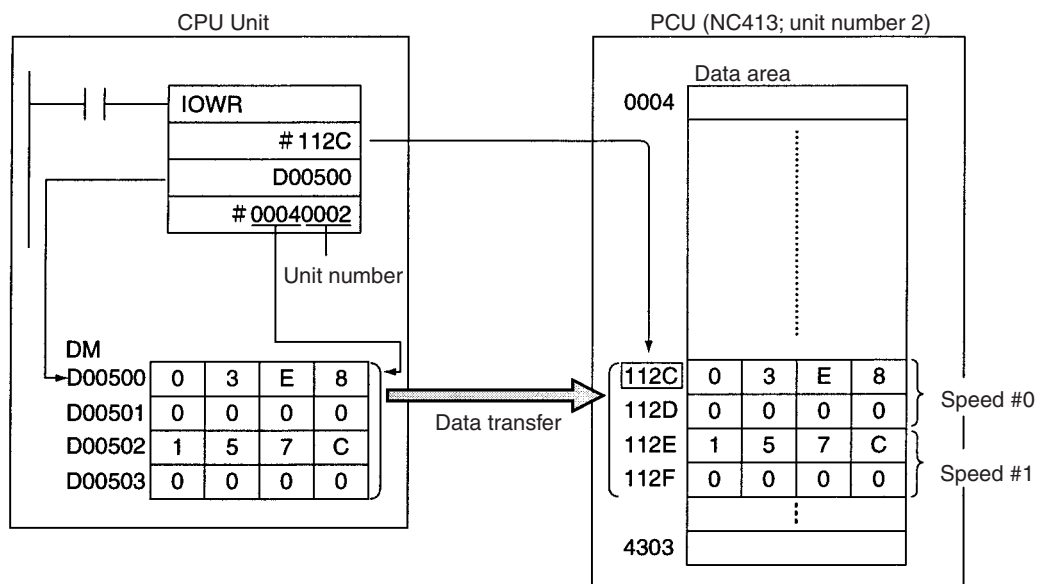 CPU Unit
PCU (NC413; unit number 2)
IOWR
#112C
D00500
#00040002
Unit number
Data area
0004
DM
D00500 0 3 E 8
D00501 0 0 0 0
D00502 1 5 7 C
D00503 0 0 0 0
Data transfer
112C 0 3 E 8
112D 0 0 0 0
112E 1 5 7 C
112F 0 0 0 0
Speed #0
Speed #1
4303